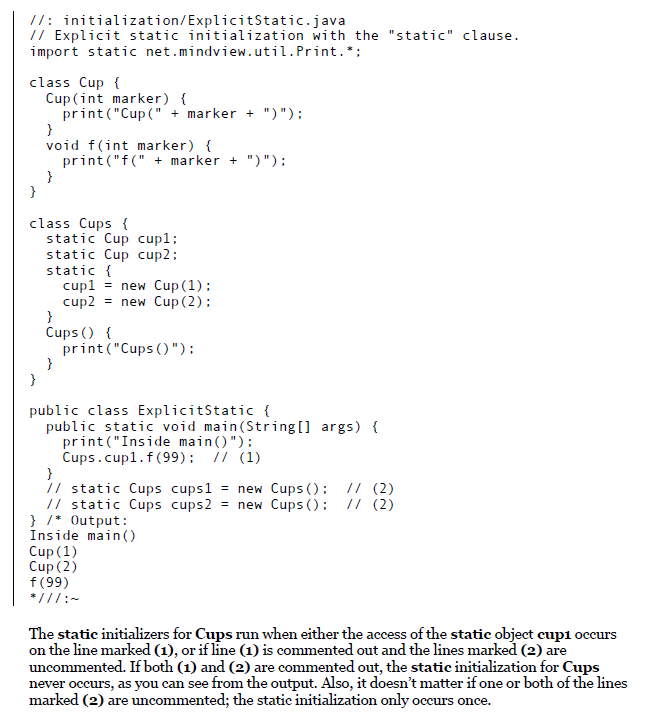 //: initialization/ExplicitStatic.java
// Explicit static initialization with the "static" clause.
import static net.mindview.util.Print.*;

class Cup {
  Cup(int marker) {
    print("Cup(" + marker + ")");
  }
  void f(int marker) {
    print("f(" + marker + ")");
  }
}

class Cups {
  static Cup cup1;
  static Cup cup2;
  static {
    cup1 = new Cup(1);
    cup2 = new Cup(2);
  }
  Cups() {
    print("Cups()");
  }
}

public class ExplicitStatic {
  public static void main(String[] args) {
    print("Inside main()");
    Cups.cup1.f(99);  // (1)
  }
  // static Cups cups1 = new Cups();  // (2)
  // static Cups cups2 = new Cups();  // (2)
} /* Output:
Inside main()
Cup(1)
Cup(2)
f(99)
*///:~

The static initializers for Cups run when either the access of the static object cup1 occurs
on the line marked (1), or if line (1) is commented out and the lines marked (2) are
uncommented. If both (1) and (2) are commented out, the static initialization for Cups
never occurs, as you can see from the output. Also, it doesn’t matter if one or both of the lines
marked (2) are uncommented; the static initialization only occurs once.